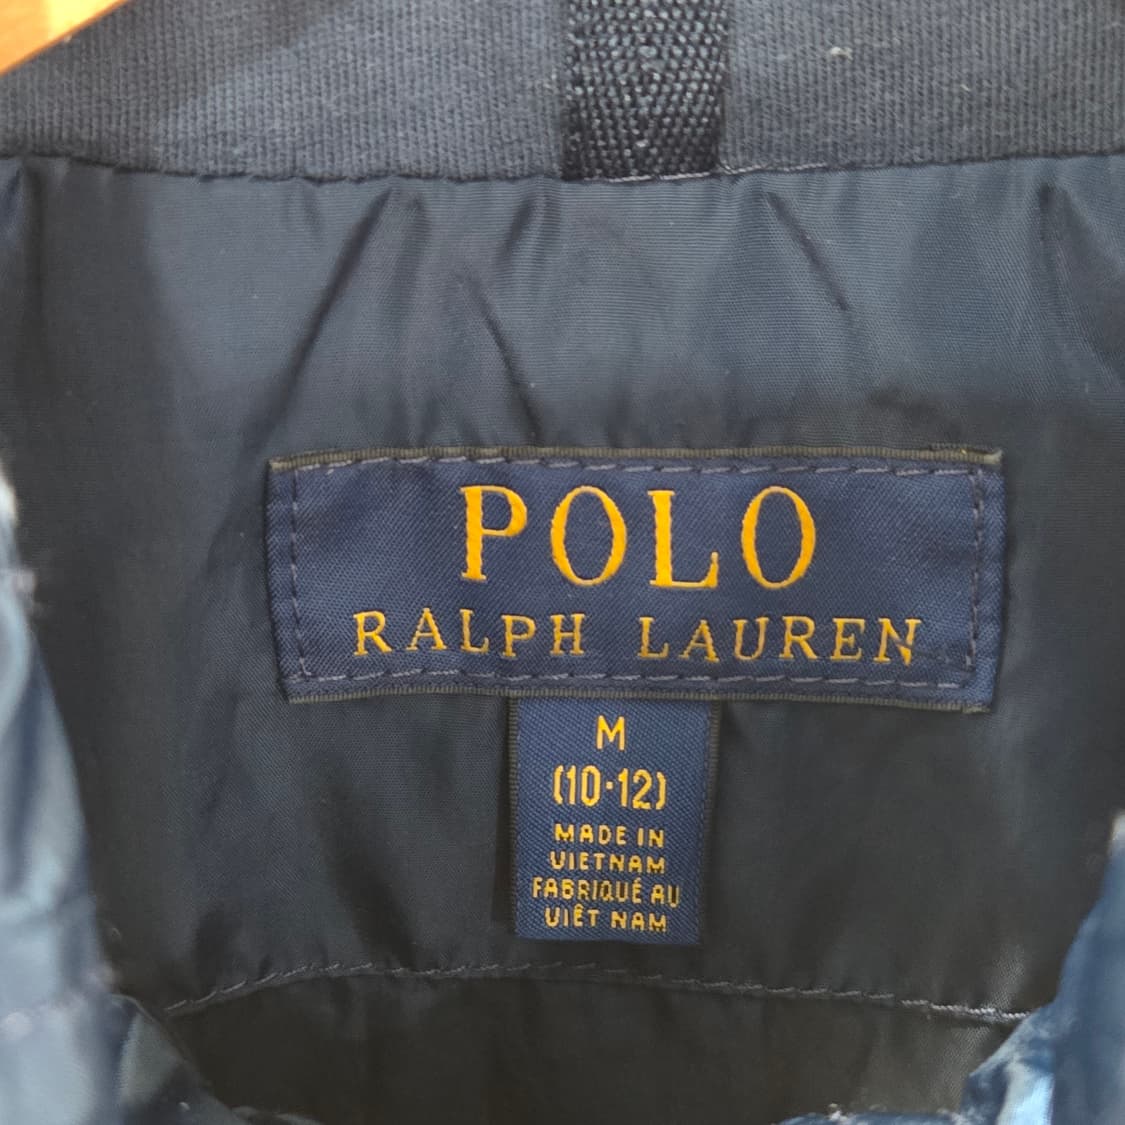 POLO
RALPH LAUREN
M
(10·12)
MADE IN
VIETNAM
FABRIQUÉ AU
VIÊT NAM